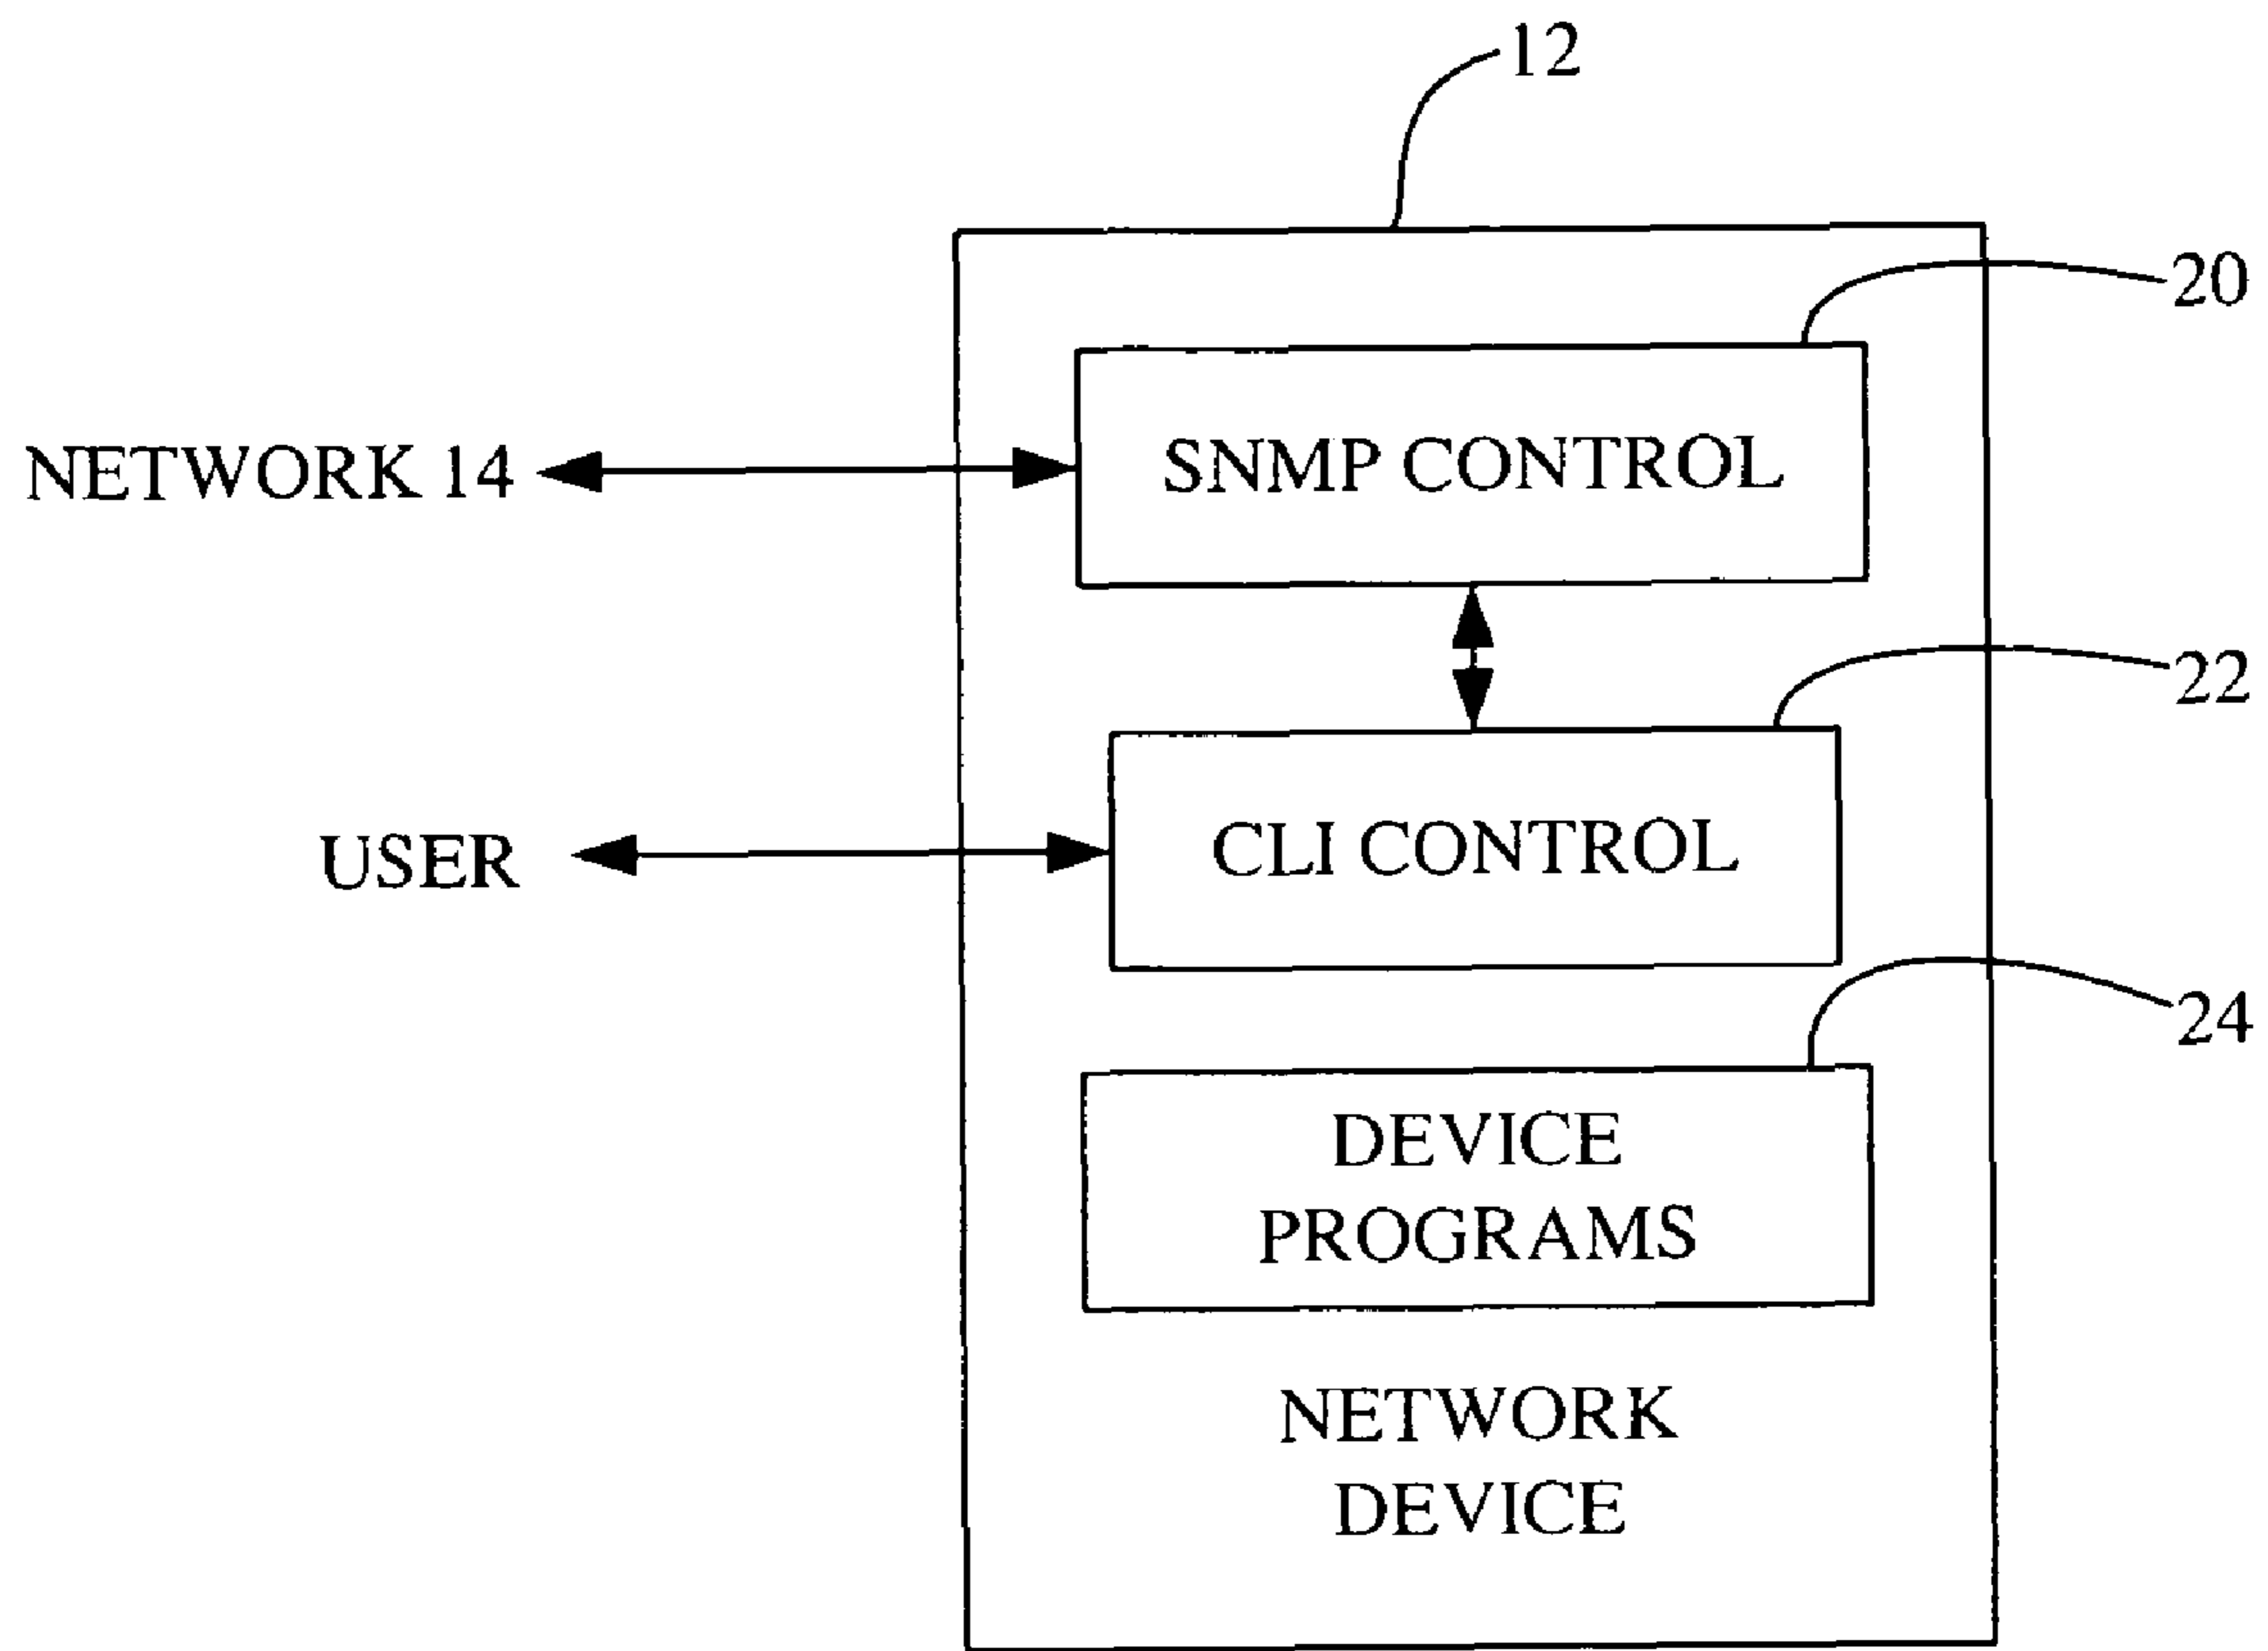 12
20
NETWORK 14
SNMP CONTROL
22
USER
CLI CONTROL
24
DEVICE
PROGRAMS
NETWORK
DEVICE